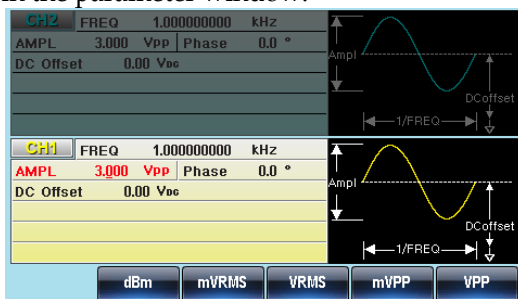 in the parameter window.
CH2 FREQ 1.000000000 kHz
AMPL 3.000 Vpp Phase 0.0 °
DC Offset 0.00 VDC
Ampl
DCoffset
1/FREQ
CH1 FREQ 1.000000000 kHz
AMPL 3.000 Vpp Phase 0.0 °
DC Offset 0.00 VDC
Ampl
DCoffset
1/FREQ
dBm mVRMS VRMS mVPP VPP